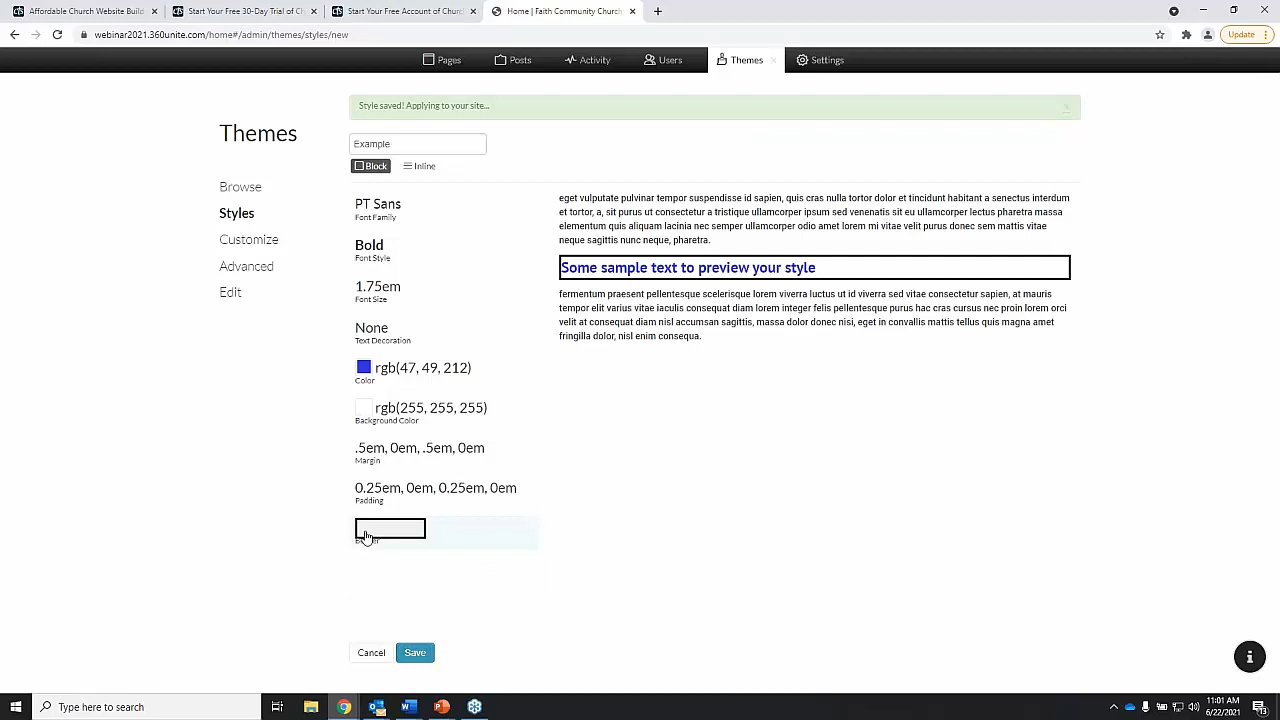 Affordable Church Website Build
Start Your Free 30-Day Trial of Ch
Start Your Free Account of Church
Home | Faith Community Church
webinar2021.360unite.com/home#/admin/themes/styles/new
Update
Pages
Posts
Activity
Users
Themes
Settings
Style saved! Applying to your site...
Themes
Example
Block
Inline
Browse
Styles
Customize
Advanced
Edit
PT Sans
Font Family
Bold
Font Style
1.75em
Font Size
None
Text Decoration
rgb(47, 49, 212)
Color
rgb(255, 255, 255)
Background Color
.5em, 0em, .5em, 0em
Margin
0.25em, 0em, 0.25em, 0em
Padding
eget vulputate pulvinar tempor suspendisse id sapien, quis cras nulla tortor dolor et tincidunt habitant a senectus interdum
et tortor, a, sit purus ut consectetur a tristique ullamcorper ipsum sed venenatis sit eu ullamcorper lectus pharetra massa
elementum quis aliquam lacinia nec semper ullamcorper odio amet lorem mi vitae velit purus donec sem mattis vitae
neque sagittis nunc neque, pharetra.
Some sample text to preview your style
fermentum praesent pellentesque scelerisque lorem viverra luctus ut id viverra sed vitae consectetur sapien, at mauris
tempor elit varius vitae iaculis consequat diam lorem integer felis pellentesque purus hac cras cursus nec proin lorem orci
velit at consequat diam nisl accumsan sagittis, massa dolor donec nisi, eget in convallis mattis tellus quis magna amet
fringilla dolor, nisl enim consequa.
Cancel
Save
Type here to search
11:01 AM
6/22/2021